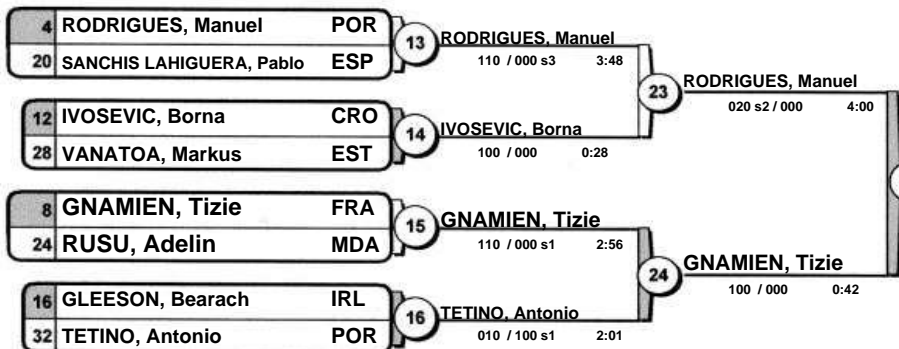 4 RODRIGUES, Manuel POR
20 SANCHIS LAHIGUERA, Pablo ESP
13 RODRIGUES, Manuel
110 / 000 s3 3:48
12 IVOSEVIC, Borna CRO
28 VANATOA, Markus EST
14 IVOSEVIC, Borna
100 / 000 0:28
23 RODRIGUES, Manuel
020 s2 / 000 4:00
8 GNAMIEN, Tizie FRA
24 RUSU, Adelin MDA
15 GNAMIEN, Tizie
110 / 000 s1 2:56
16 GLEESON, Bearach IRL
32 TETINO, Antonio POR
16 TETINO, Antonio
010 / 100 s1 2:01
24 GNAMIEN, Tizie
100 / 000 0:42